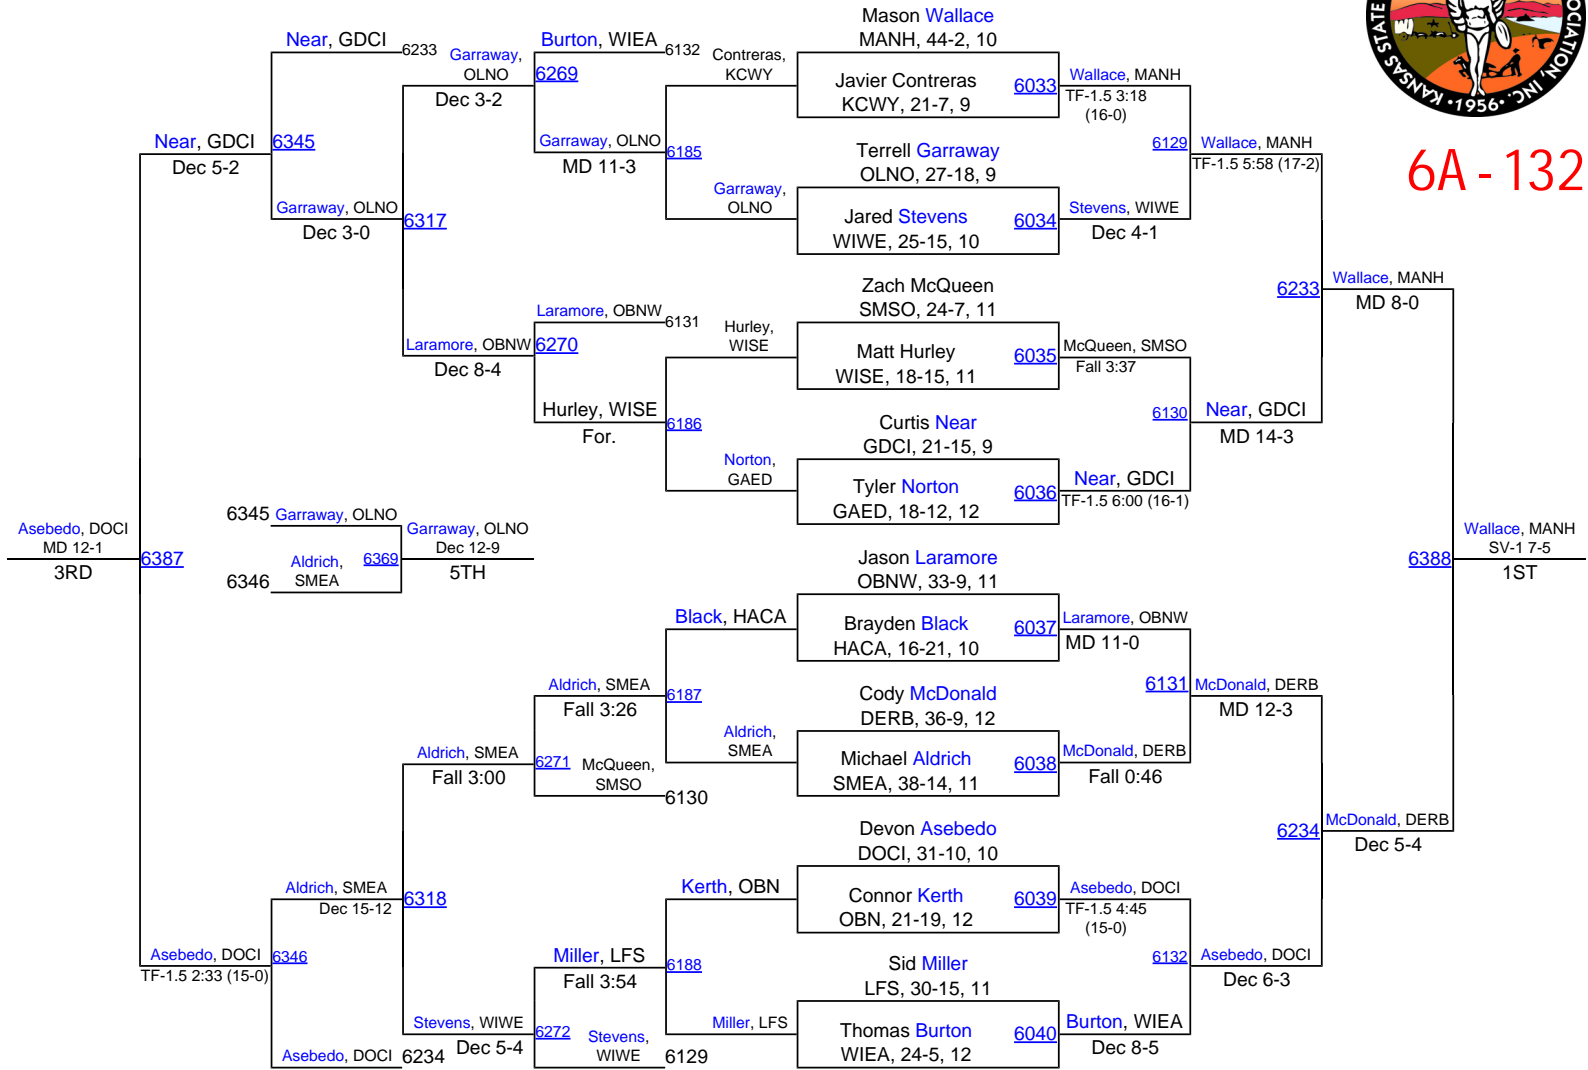 KANSAS STATE
OCIATION, INC.
•1956•
6A - 132
Mason Wallace
MANH, 44-2, 10
Javier Contreras
KCWY, 21-7, 9
6033
Terrell Garraway
OLNO, 27-18, 9
Jared Stevens
WIWE, 25-15, 10
6034
Zach McQueen
SMSO, 24-7, 11
Matt Hurley
WISE, 18-15, 11
6035
Curtis Near
GDCI, 21-15, 9
Tyler Norton
GAED, 18-12, 12
6036
Jason Laramore
OBNW, 33-9, 11
Brayden Black
HACA, 16-21, 10
6037
Cody McDonald
DERB, 36-9, 12
Michael Aldrich
SMEA, 38-14, 11
6038
Devon Asebedo
DOCI, 31-10, 10
Connor Kerth
OBN, 21-19, 12
6039
Sid Miller
LFS, 30-15, 11
Thomas Burton
WIEA, 24-5, 12
6040
Wallace, MANH
TF-1.5 3:18
(16-0)
6129
Stevens, WIWE
Dec 4-1
McQueen, SMSO
Fall 3:37
6130
Near, GDCI
TF-1.5 6:00 (16-1)
Laramore, OBNW
MD 11-0
6131
McDonald, DERB
Fall 0:46
Asebedo, DOCI
TF-1.5 4:45
(15-0)
6132
Burton, WIEA
Dec 8-5
Wallace, MANH
TF-1.5 5:58 (17-2)
6233
Near, GDCI
MD 14-3
McDonald, DERB
MD 12-3
6234
Asebedo, DOCI
Dec 6-3
Wallace, MANH
MD 8-0
6388
McDonald, DERB
Dec 5-4
Wallace, MANH
SV-1 7-5
1ST
Contreras,
KCWY
6185
Garraway,
OLNO
Hurley,
WISE
6186
Norton,
GAED
Black, HACA
6187
Aldrich,
SMEA
Kerth, OBN
6188
Miller, LFS
Burton, WIEA
6132
6269
Garraway, OLNO
MD 11-3
Laramore, OBNW
6131
6270
Hurley, WISE
For.
Aldrich, SMEA
Fall 3:26
6271
McQueen,
SMSO
6130
Miller, LFS
Fall 3:54
6272
Stevens,
WIWE
6129
Garraway,
OLNO
Dec 3-2
6317
Laramore, OBNW
Dec 8-4
Aldrich, SMEA
Fall 3:00
6318
Stevens, WIWE
Dec 5-4
Near, GDCI
6233
6345
Garraway, OLNO
Dec 3-0
Aldrich, SMEA
Dec 15-12
6346
Asebedo, DOCI
6234
Near, GDCI
Dec 5-2
6387
Asebedo, DOCI
TF-1.5 2:33 (15-0)
Asebedo, DOCI
MD 12-1
3RD
6345
Garraway, OLNO
6346
Aldrich,
SMEA
6369
Garraway, OLNO
Dec 12-9
5TH